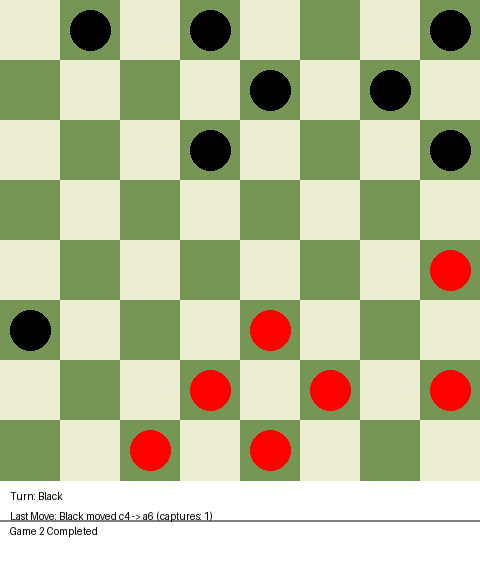 Turn: Black
Last Move: Black moved c4 -> a6 (captures: 1)
Game 2 Completed